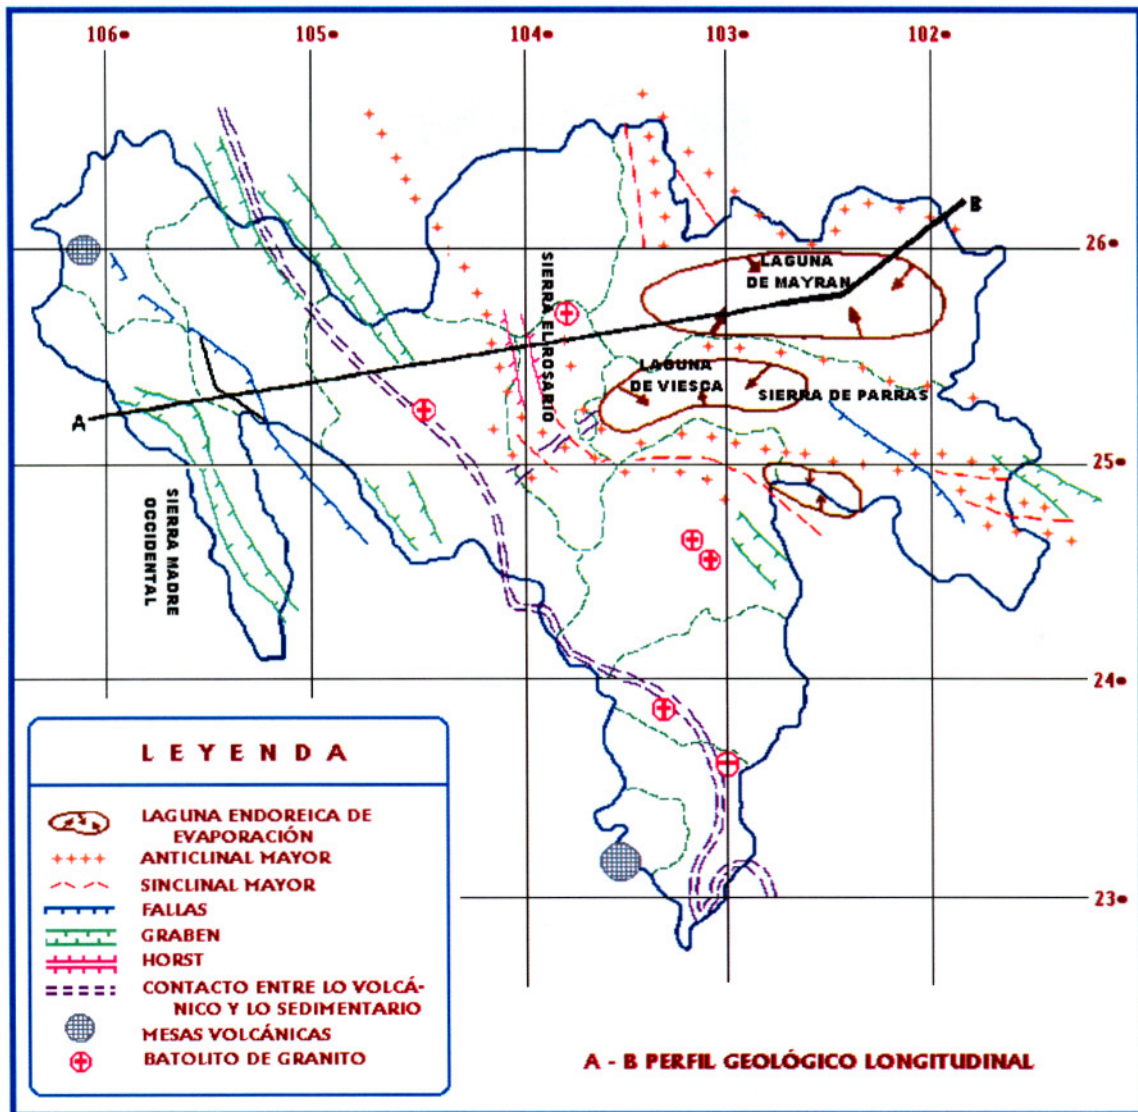 106°
105°
104°
103°
102°
B
26°
LAGUNA
DE MAYRAN
SIERRA EL ROSARIO
LAGUNA
DE VIESCA
SIERRA DE PARRAS
A
25°
SIERRA MADRE
OCCIDENTAL
24°
23°
LEYENDA
LAGUNA ENDOREICA DE
EVAPORACIÓN
ANTICLINAL MAYOR
SINCLINAL MAYOR
FALLAS
GRABEN
HORST
CONTACTO ENTRE LO VOLCÁ-
NICO Y LO SEDIMENTARIO
MESAS VOLCÁNICAS
BATOLITO DE GRANITO
A - B PERFIL GEOLÓGICO LONGITUDINAL